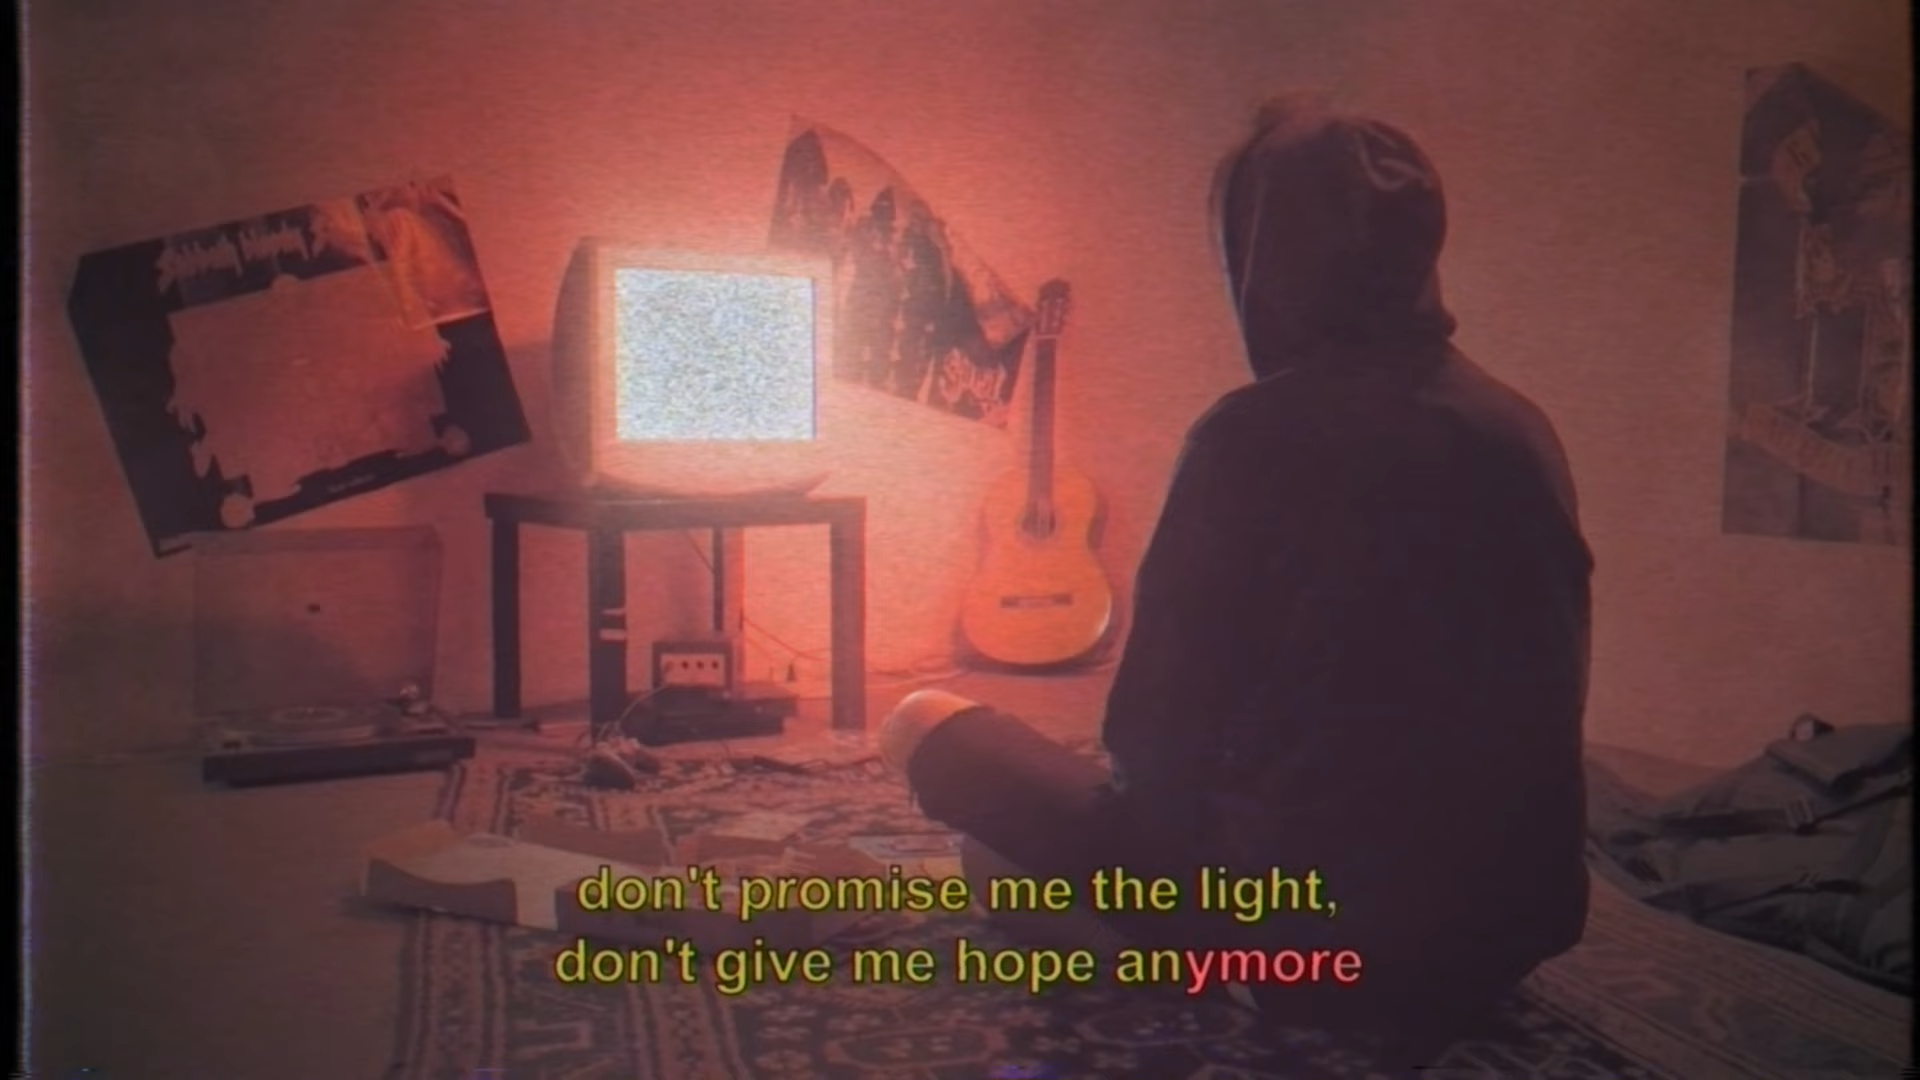 don't promise me the light,
don't give me hope anymore